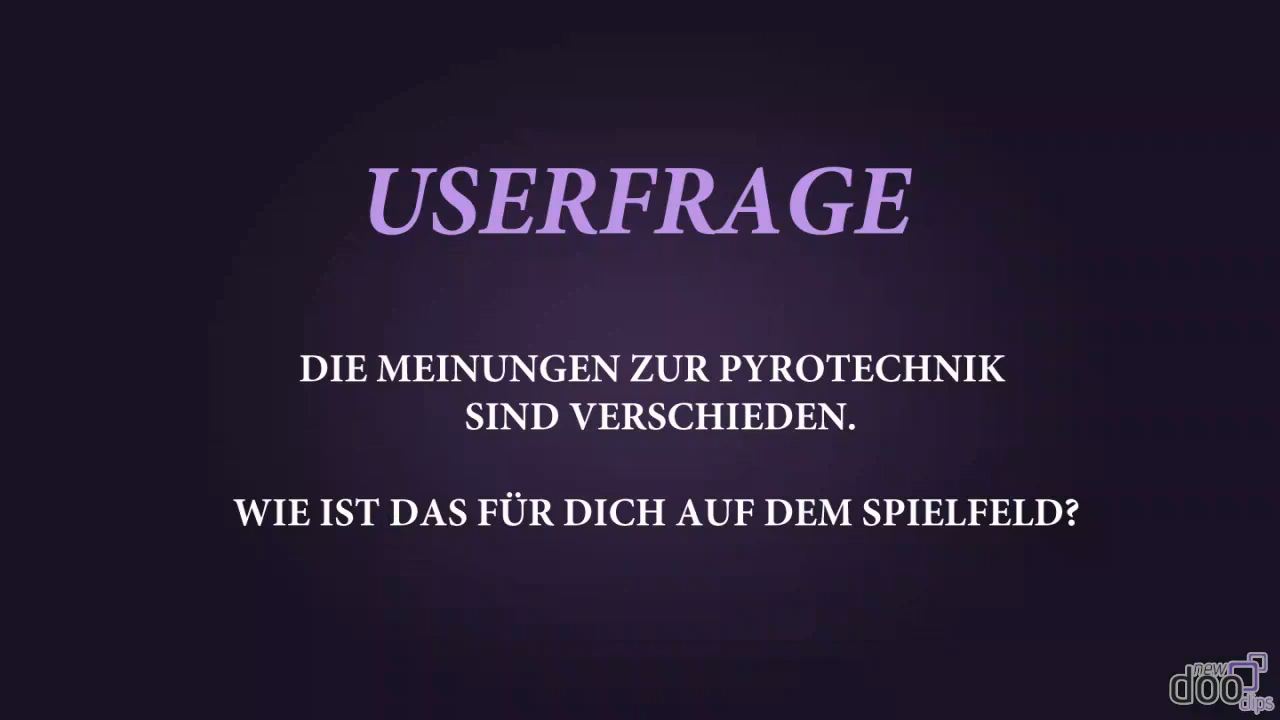 USERFRAGE
DIE MEINUNGEN ZUR PYROTECHNIK
SIND VERSCHIEDEN.
WIE IST DAS FÜR DICH AUF DEM SPIELFELD?
new
doo
clips